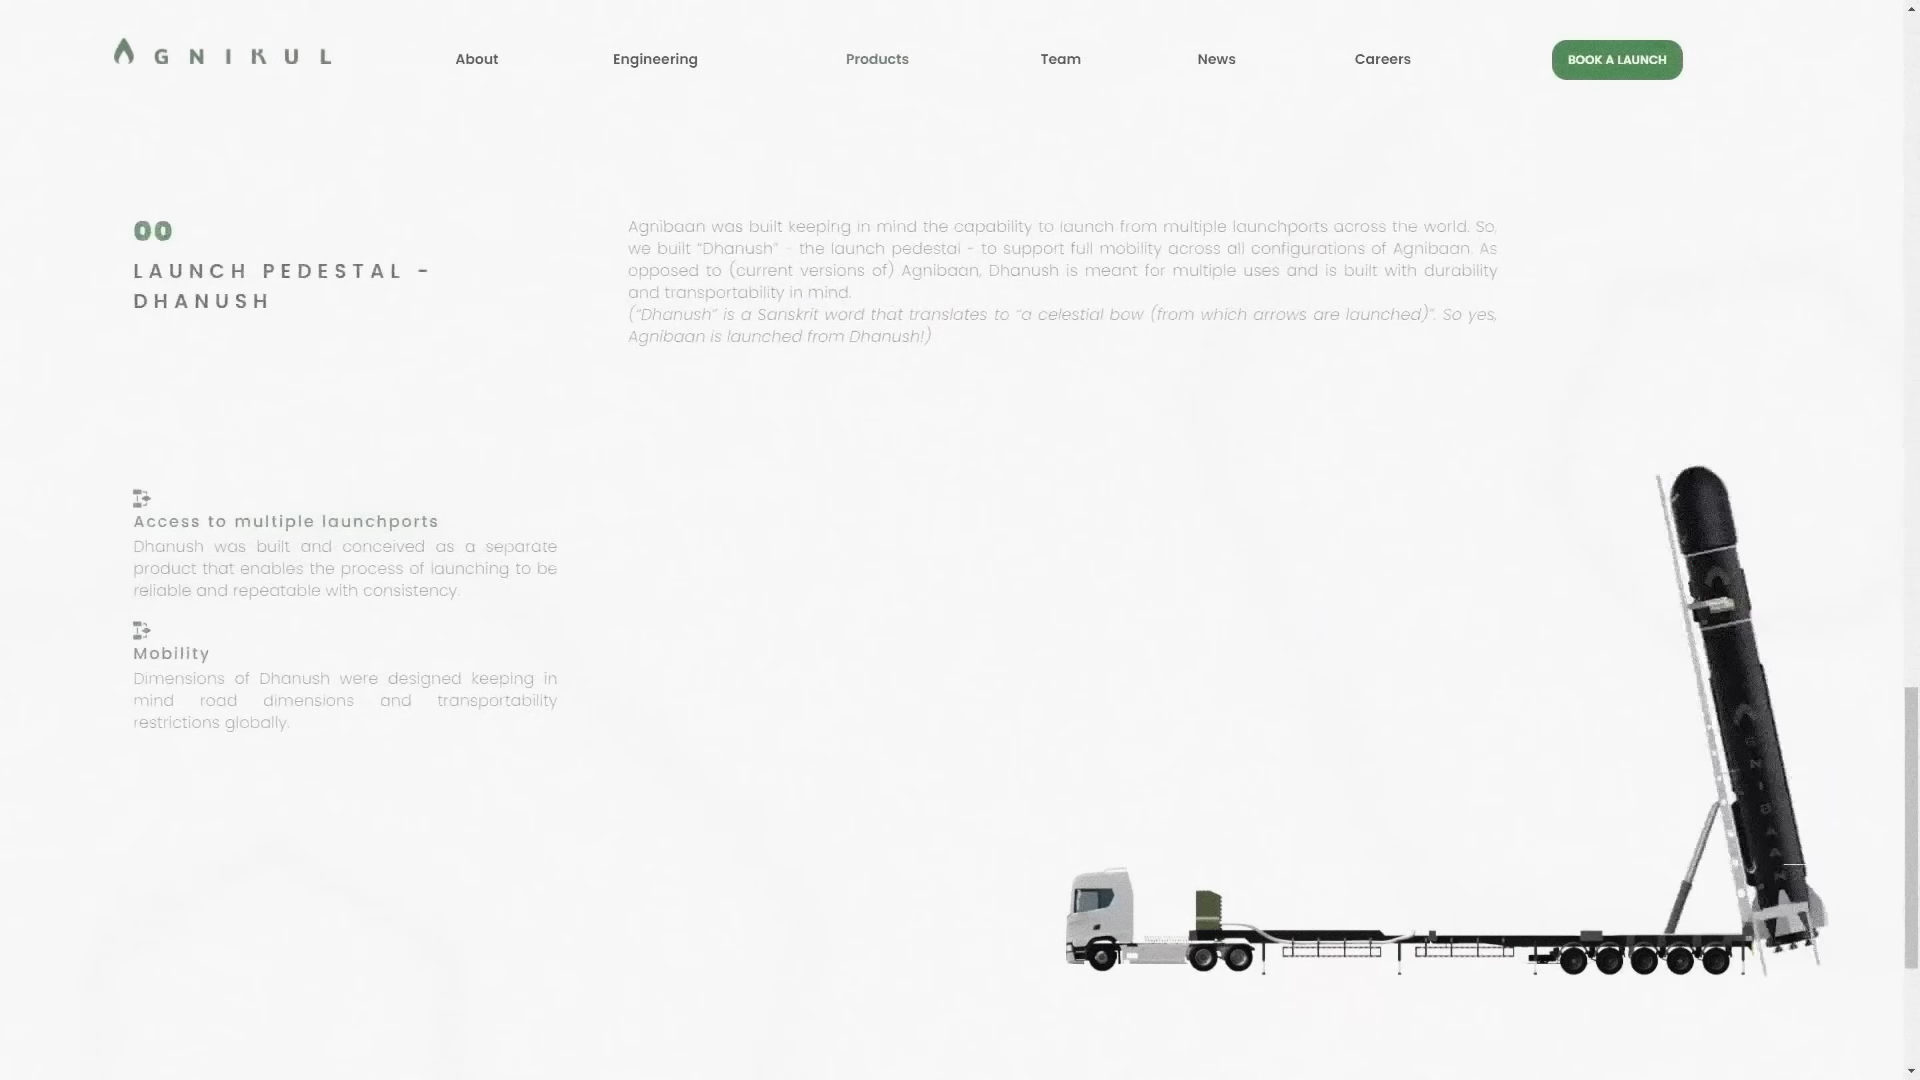 GNIKUL
About
Engineering
Products
Team
News
Careers
BOOK A LAUNCH
00
LAUNCH PEDESTAL -
DHANUSH
Agnibaan was built keeping in mind the capability to launch from multiple launchports across the world. So,
we built “Dhanush” - the launch pedestal - to support full mobility across all configurations of Agnibaan. As
opposed to (current versions of) Agnibaan, Dhanush is meant for multiple uses and is built with durability
and transportability in mind.
(“Dhanush” is a Sanskrit word that translates to “a celestial bow (from which arrows are launched)”. So yes,
Agnibaan is launched from Dhanush!)
Access to multiple launchports
Dhanush was built and conceived as a separate
product that enables the process of launching to be
reliable and repeatable with consistency.
Mobility
Dimensions of Dhanush were designed keeping in
mind road dimensions and transportability
restrictions globally.
GNIBAAN